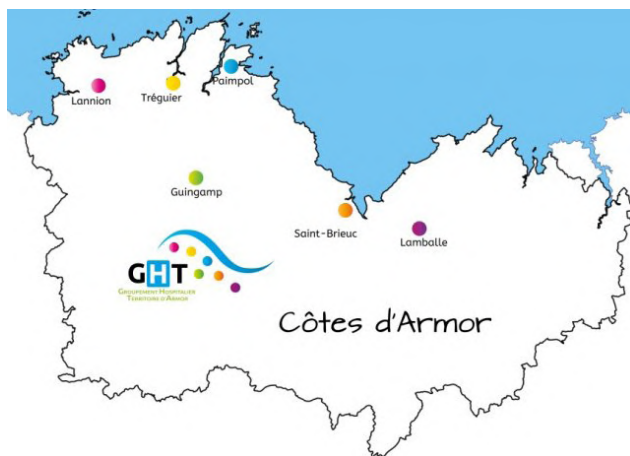 Paimpol
Lannion
Tréguier
Guingamp
Saint-Brieuc
Lamballe
GHT
Groupement Hospitalier
Territoire d'Armor
Côtes d'Armor